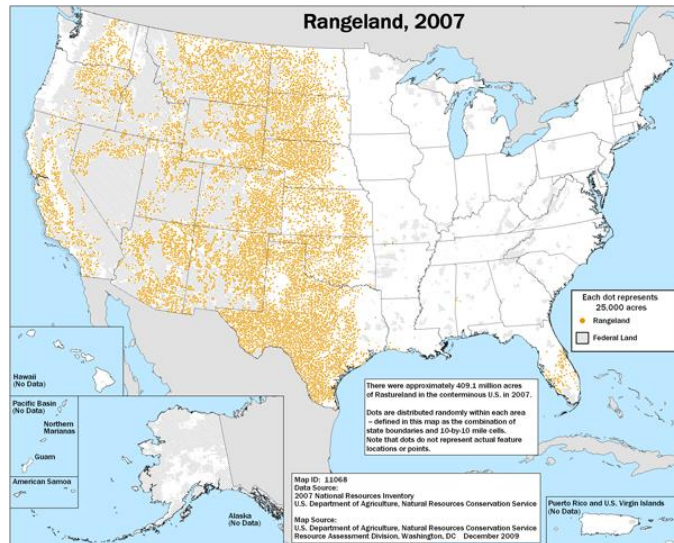 Rangeland, 2007
Each dot represents
25,000 acres
Rangeland
Federal Land
There were approximately 409.1 million acres
of Rastureland in the conterminous U.S. in 2007.
Dots are distributed randomly within each area
– defined in this map as the combination of
state boundaries and 10-by-10 mile cells.
Note that dots do not represent actual feature
locations or points.
Hawaii
(No Data)
Pacific Basin
(No Data)
Northern
Marianas
Guam
American Samoa
Alaska
(No Data)
Map ID: 11068
Data Source:
2007 National Resources Inventory
U.S. Department of Agriculture, Natural Resources Conservation Service
Map Source:
U.S. Department of Agriculture, Natural Resources Conservation Service
Resource Assessment Division, Washington, DC December 2009
Puerto Rico and U.S. Virgin Islands
(No Data)